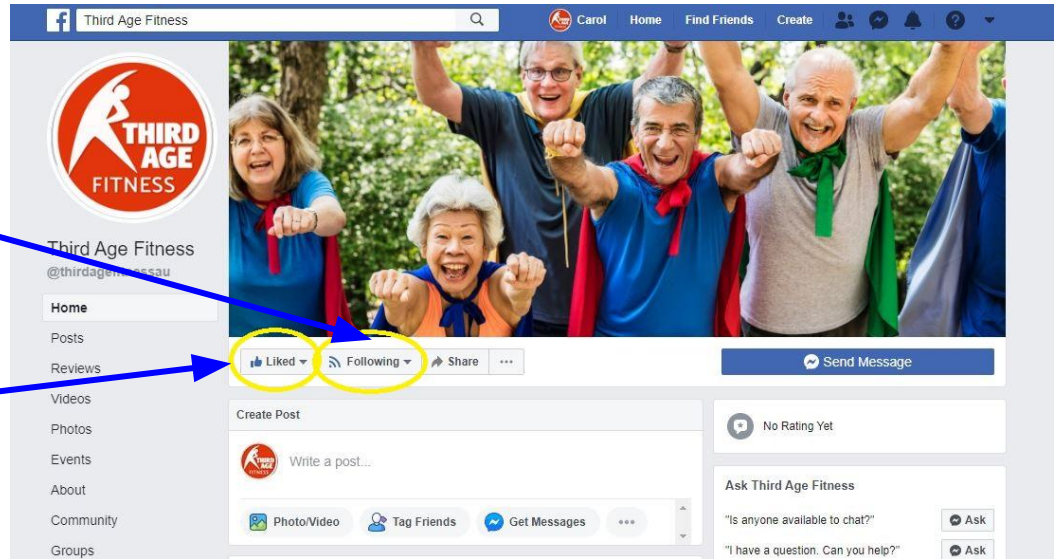 f Third Age Fitness Carol Home Find Friends Create ?
THIRD
AGE
FITNESS
Third Age Fitness
Home
Posts
Reviews
Videos
Photos
Events
About
Community
Groups
Liked Following Share ...
Send Message
Create Post
THIRD
AGE
FITNESS
Write a post...
Photo/Video Tag Friends Get Messages ...
No Rating Yet
Ask Third Age Fitness
"Is anyone available to chat?" Ask
"I have a question. Can you help?" Ask